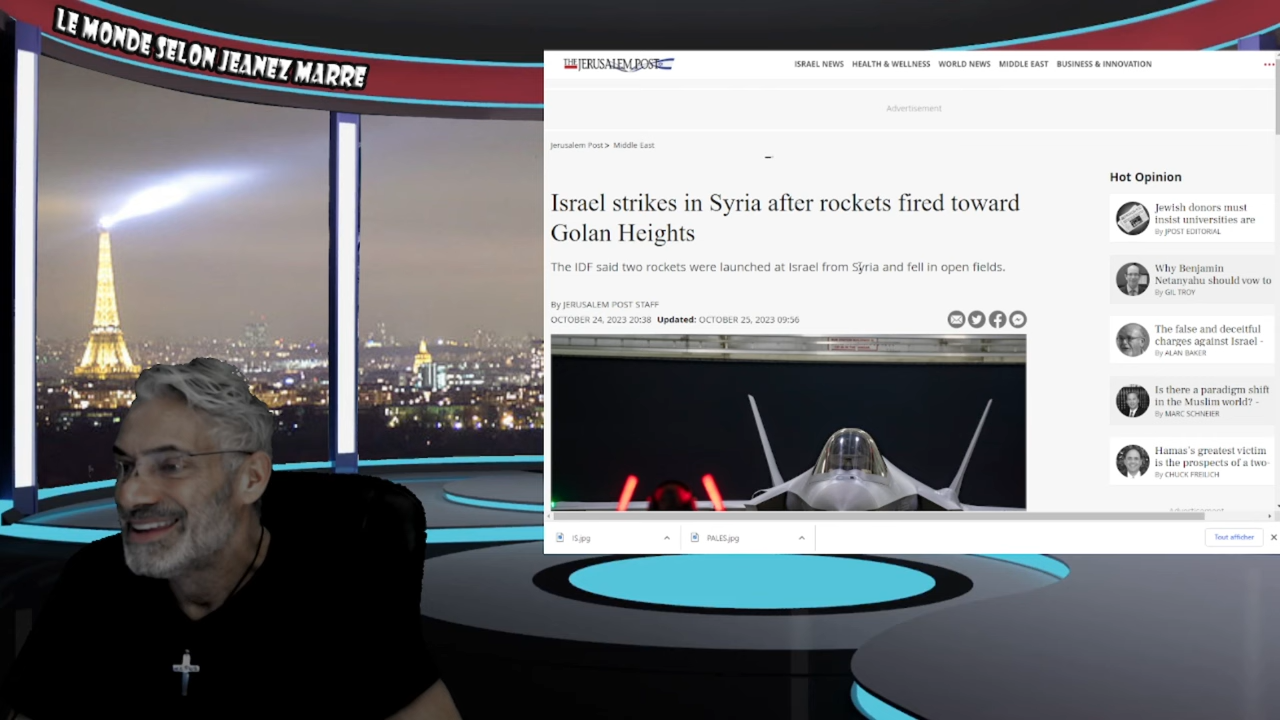 LE MONDE SELON JEANEZ MARRE
THE JERUSALEM POST
ISRAEL NEWS HEALTH & WELLNESS WORLD NEWS MIDDLE EAST BUSINESS & INNOVATION
Advertisement
Jerusalem Post> Middle East
Israel strikes in Syria after rockets fired toward
Golan Heights
The IDF said two rockets were launched at Israel from Syria and fell in open fields.
By JERUSALEM POST STAFF
OCTOBER 24, 2023 20:38 Updated: OCTOBER 25, 2023 09:56
Hot Opinion
Jewish donors must
insist universities are
By JPOST EDITORIAL
Why Benjamin
Netanyahu should vow to
By GIL TROY
The false and deceitful
charges against Israel -
By ALAN BAKER
Is there a paradigm shift
in the Muslim world? -
By MARC SCHNEIER
Hamas's greatest victim
is the prospects of a two-
By CHUCK FREILICH
Advertisement
IS.jpg
PALES.jpg
Tout afficher